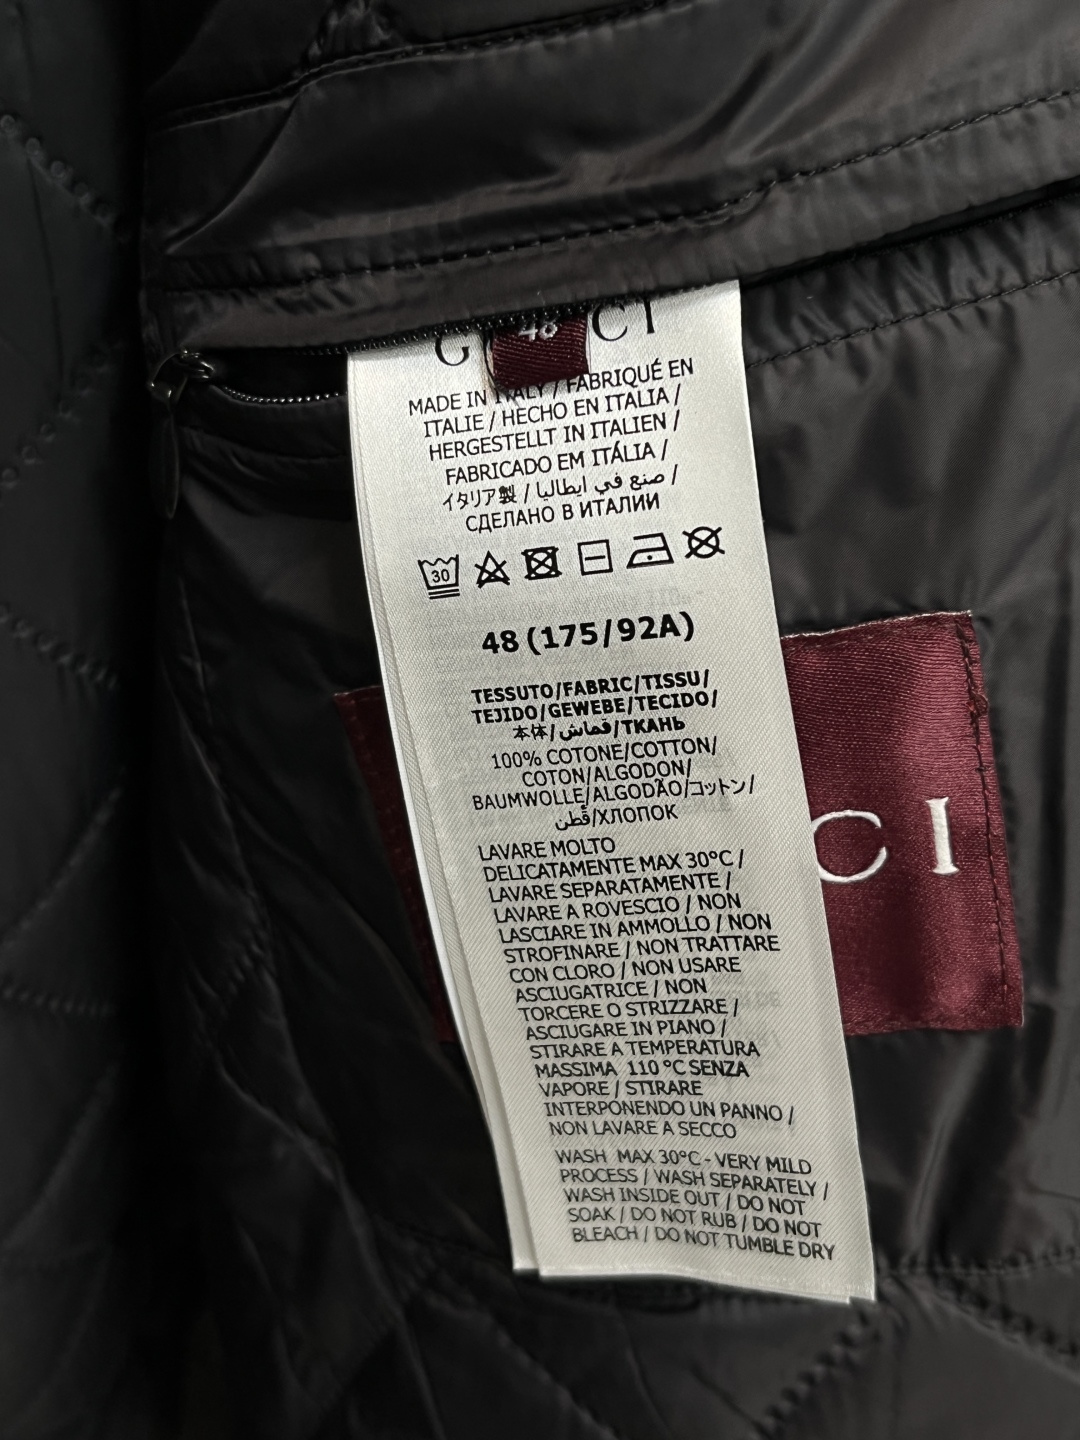 G CI
48
MADE IN ITALY / FABRIQUÉ EN
ITALIE / HECHO EN ITALIA /
HERGESTELLT IN ITALIEN /
FABRICADO EM ITÁLIA /
イタリア製 / صنع في ايطاليا /
СДЕЛАНО В ИТАЛИИ
30
48 (175/92A)
TESSUTO/FABRIC/TISSU/
TEJIDO/GEWEBE/TECIDO/
本体/قماش/ТКАНЬ
100% COTONE/COTTON/
COTON/ALGODÓN/
BAUMWOLLE/ALGODÃO/コットン/
قطن/ХЛОПОК
LAVARE MOLTO
DELICATAMENTE MAX 30°C /
LAVARE SEPARATAMENTE /
LAVARE A ROVESCIO / NON
LASCIARE IN AMMOLLO / NON
STROFINARE / NON TRATTARE
CON CLORO / NON USARE
ASCIUGATRICE / NON
TORCERE O STRIZZARE /
ASCIUGARE IN PIANO /
STIRARE A TEMPERATURA
MASSIMA 110 °C SENZA
VAPORE / STIRARE
INTERPONENDO UN PANNO /
NON LAVARE A SECCO
WASH MAX 30°C - VERY MILD
PROCESS / WASH SEPARATELY /
WASH INSIDE OUT / DO NOT
SOAK / DO NOT RUB / DO NOT
BLEACH / DO NOT TUMBLE DRY
CI